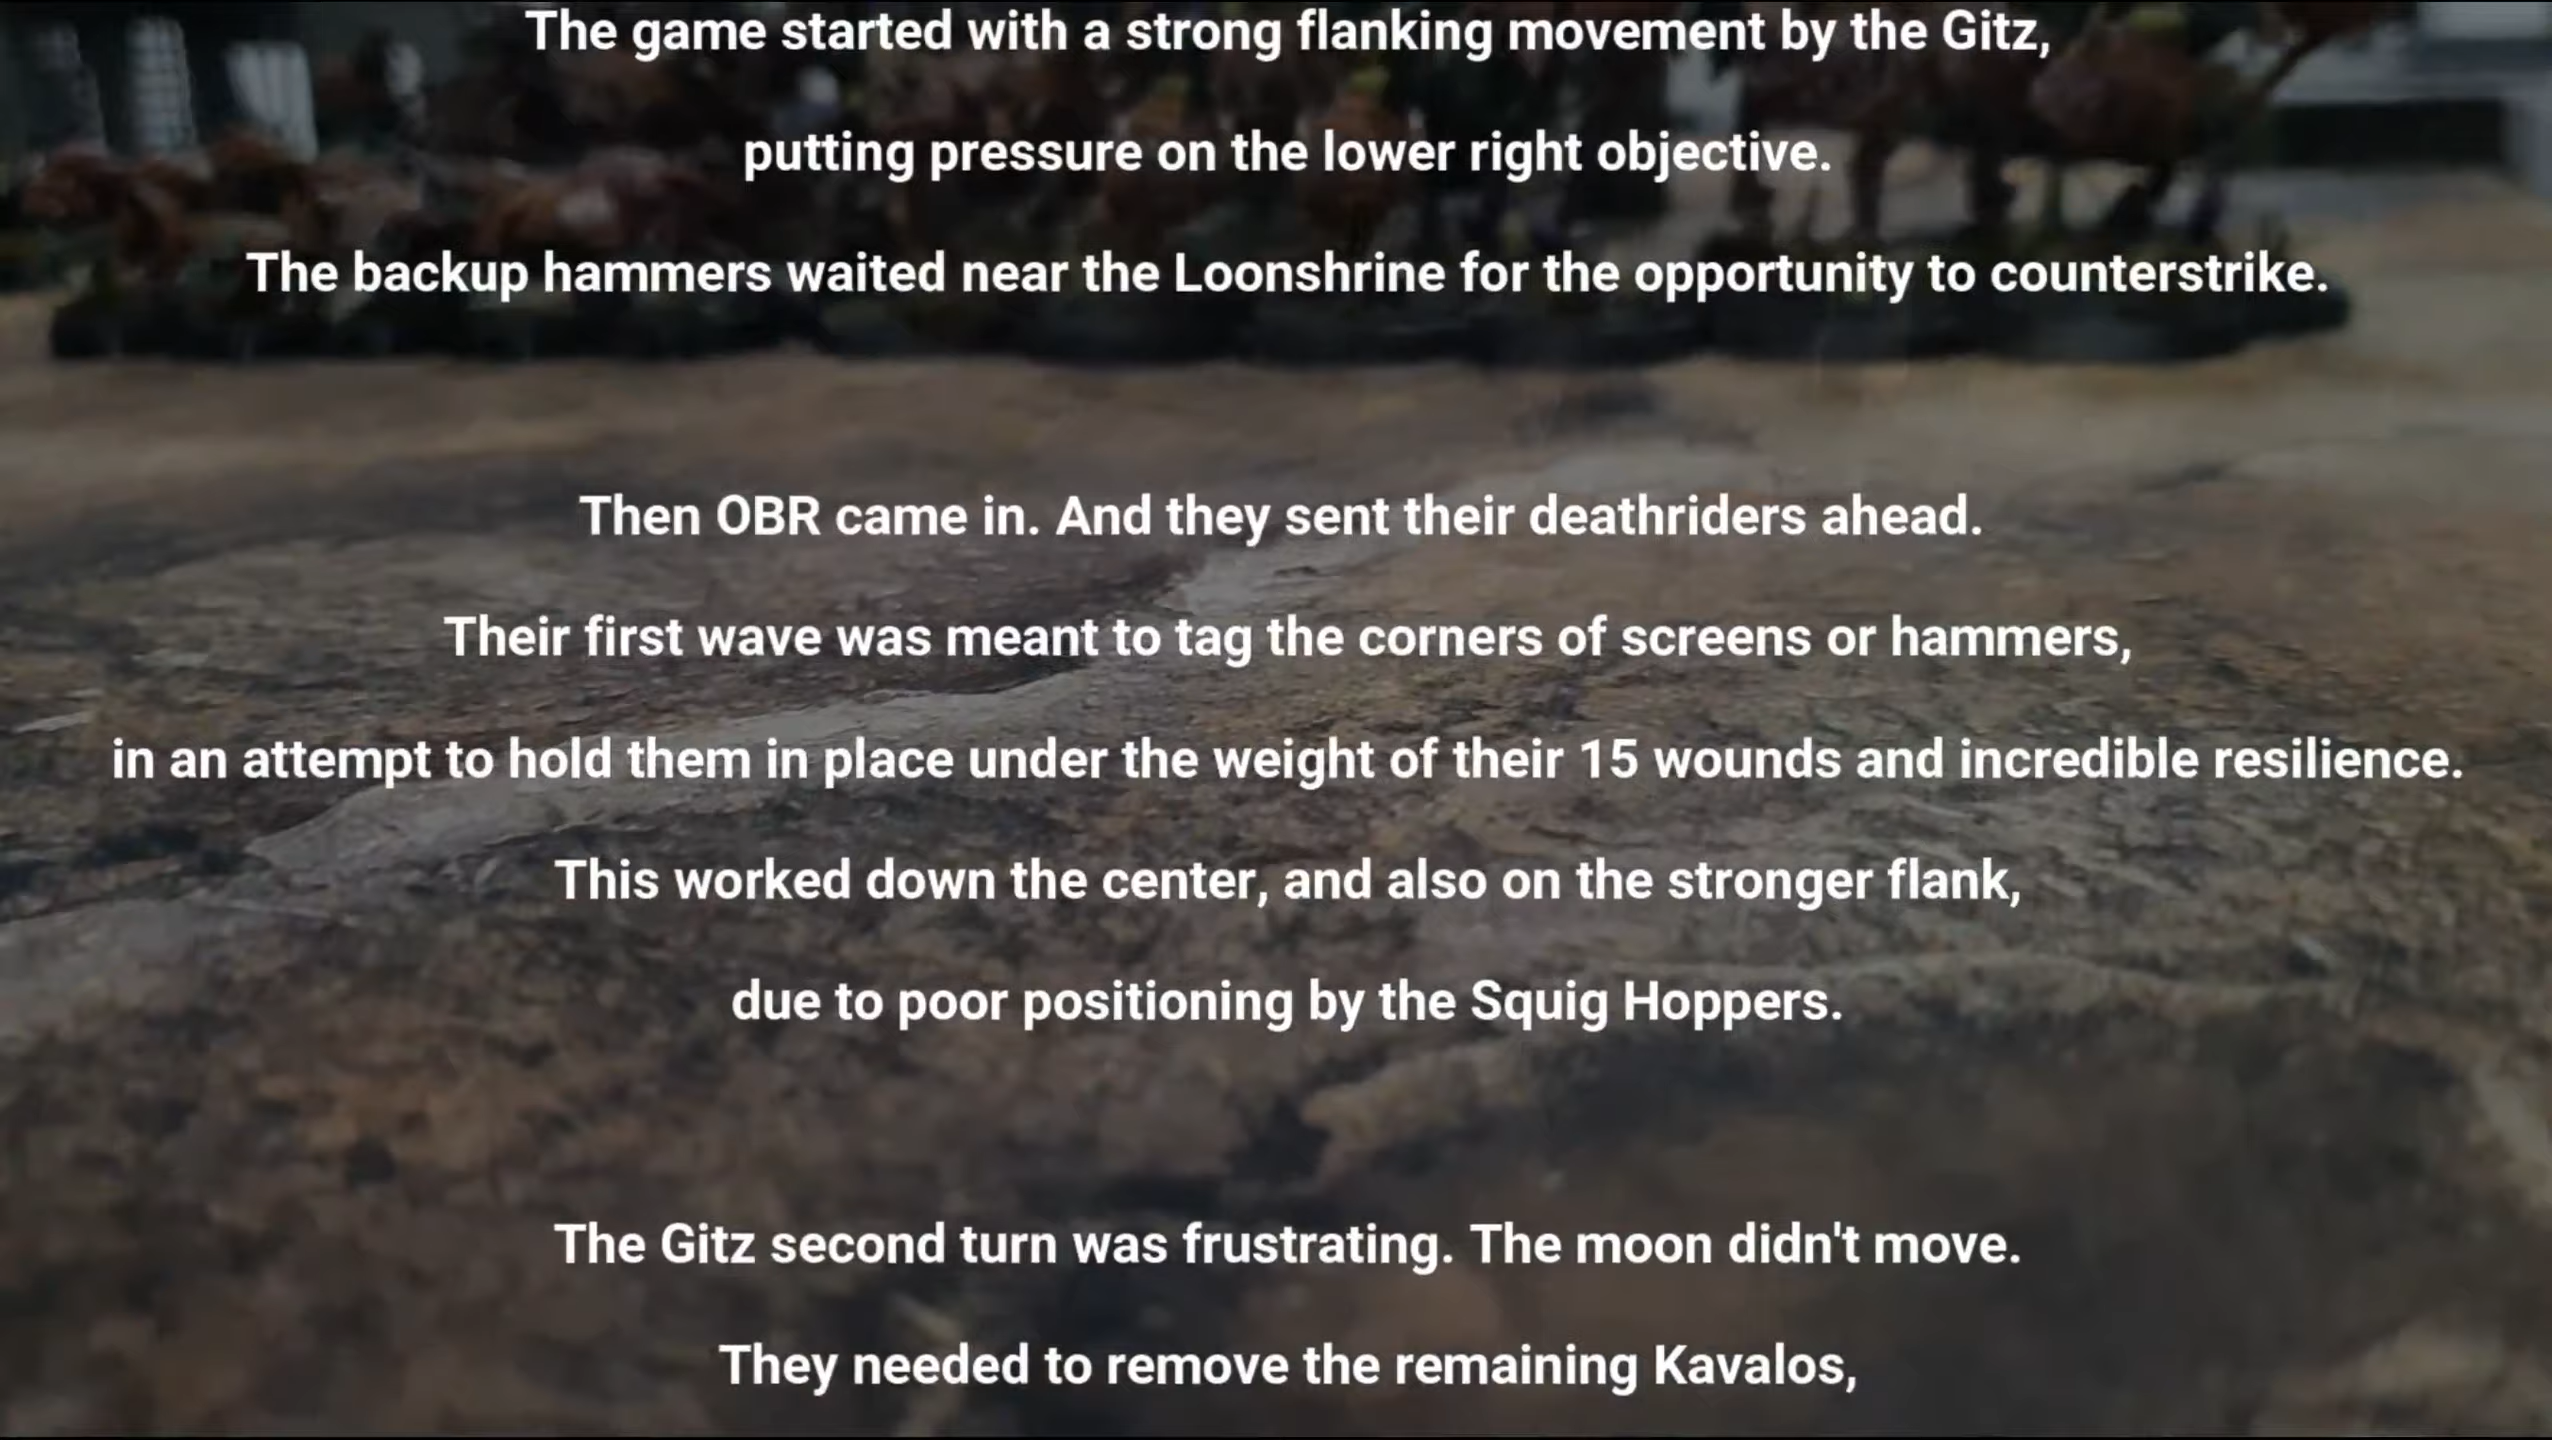 The game started with a strong flanking movement by the Gitz,
putting pressure on the lower right objective.
The backup hammers waited near the Loonshrine for the opportunity to counterstrike.
Then OBR came in. And they sent their deathriders ahead.
Their first wave was meant to tag the corners of screens or hammers,
in an attempt to hold them in place under the weight of their 15 wounds and incredible resilience.
This worked down the center, and also on the stronger flank,
due to poor positioning by the Squig Hoppers.
The Gitz second turn was frustrating. The moon didn't move.
They needed to remove the remaining Kavalos,